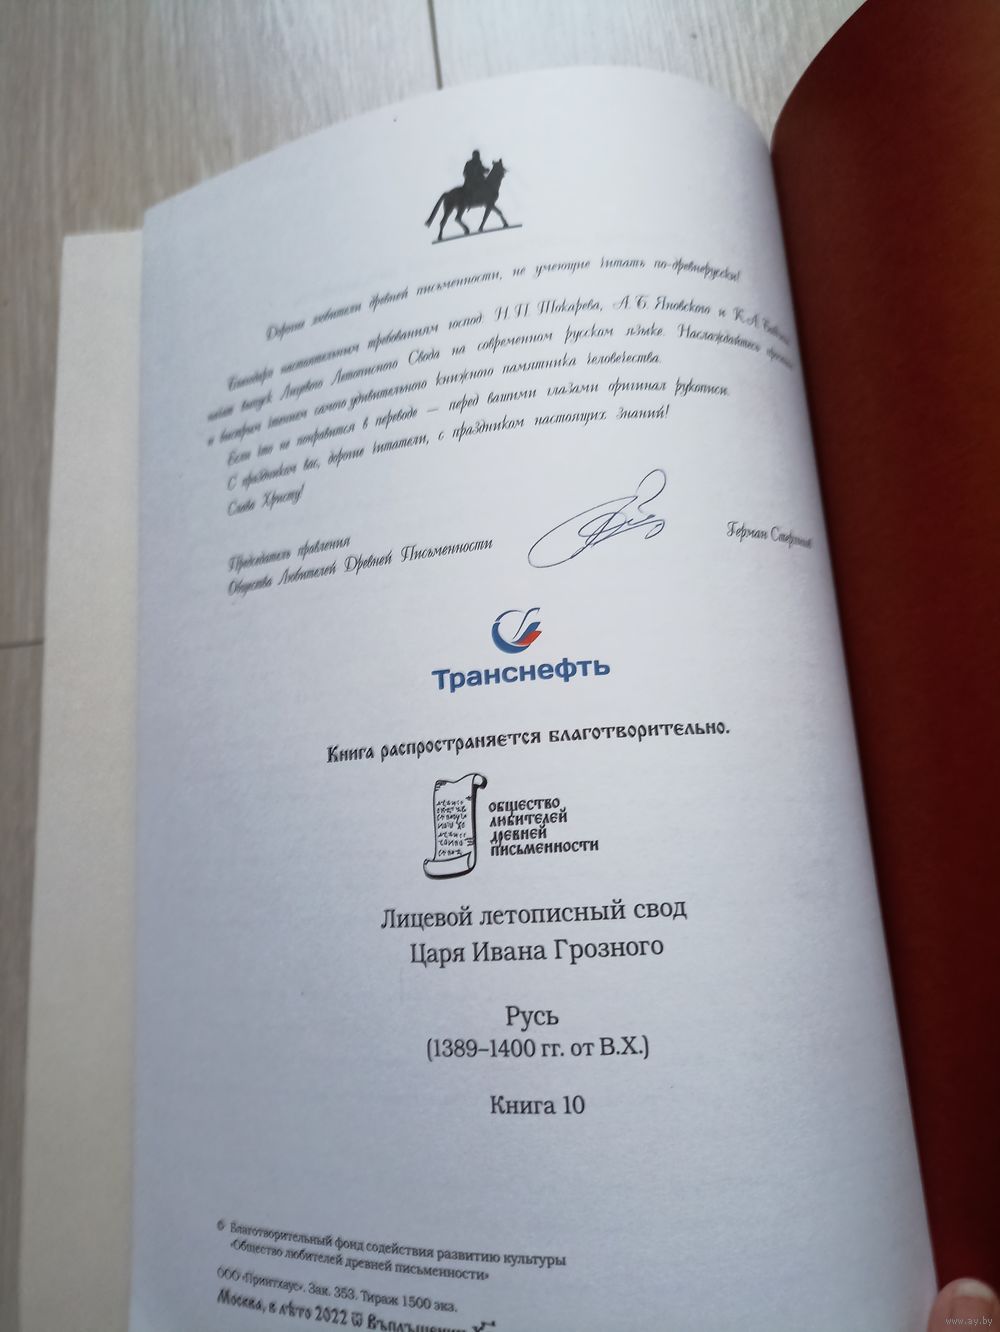 Дорогие любители древней письменности, не умеющие читать по-древнерусски!
Благодаря настоятельным требованиям господ Н.П. Токарева, А.Б. Яновского и К.А.
выпуск Лицевого Летописного Свода на современном русском языке. Наслаждайтесь
и быстрым чтением самого удивительного книжного памятника человечества.
Если что не понравится в переводе — перед вашими глазами оригинал рукописи.
С праздником вас, дорогие читатели, с праздником настоящих Знаний!
Слава Христу!
Председатель правления
Общества Любителей Древней Письменности
Герман
Транснефть
Книга распространяется благотворительно.
ОБЩЕСТВО
ЛЮБИТЕЛЕЙ
ДРЕВНЕЙ
ПИСЬМЕННОСТИ
Лицевой летописный свод
Царя Ивана Грозного
Русь
(1389–1400 гг. от В.Х.)
Книга 10
© Благотворительный фонд содействия развитию культуры
«Общество любителей древней письменности»
ООО «Принтхаус». Зак. 353. Тираж 1500 экз.
Москва, в лѣто 2022 ѿ
www.ay.by